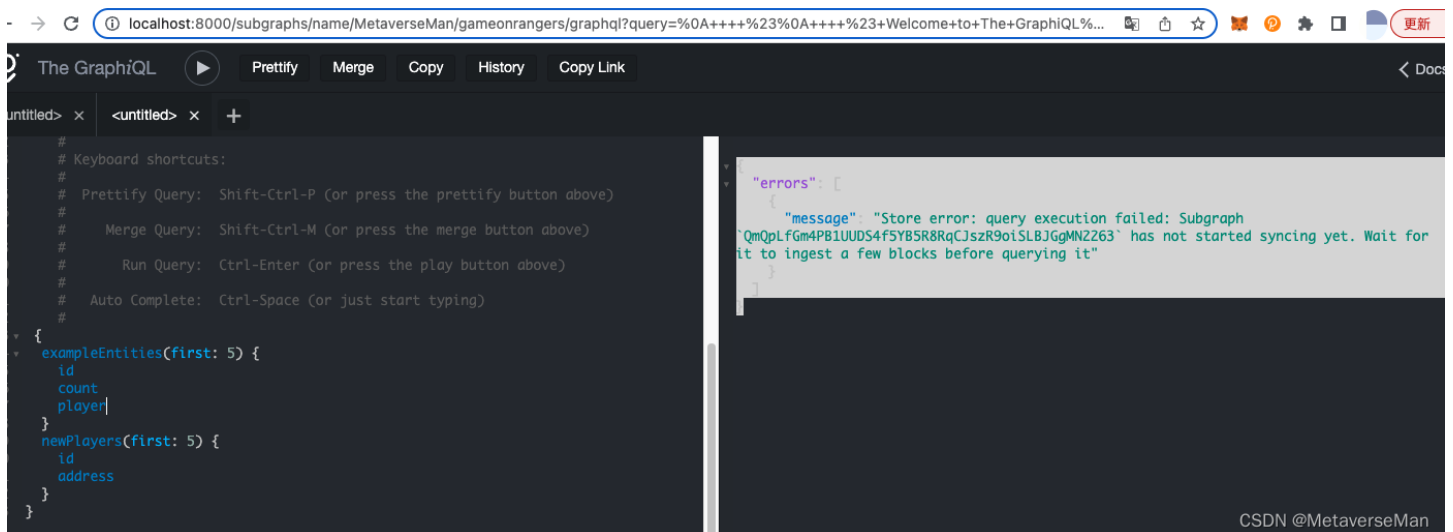 localhost:8000/subgraphs/name/MetaverseMan/gameonrangers/graphql?query=%0A++++%23%0A++++%23+Welcome+to+The+GraphiQL%...
更新
The GraphiQL
Prettify
Merge
Copy
History
Copy Link
Docs
untitled> ×
<untitled> ×
+
#
# Keyboard shortcuts:
#
# Prettify Query: Shift-Ctrl-P (or press the prettify button above)
#
# Merge Query: Shift-Ctrl-M (or press the merge button above)
#
# Run Query: Ctrl-Enter (or press the play button above)
#
# Auto Complete: Ctrl-Space (or just start typing)
#
{
exampleEntities(first: 5) {
id
count
player
}
newPlayers(first: 5) {
id
address
}
}
{
"errors": [
{
"message": "Store error: query execution failed: Subgraph
`QmQpLfGm4PB1UUDS4f5YB5R8RqCJszR9oiSLBJGgMN2263` has not started syncing yet. Wait for
it to ingest a few blocks before querying it"
}
]
}
CSDN @MetaverseMan